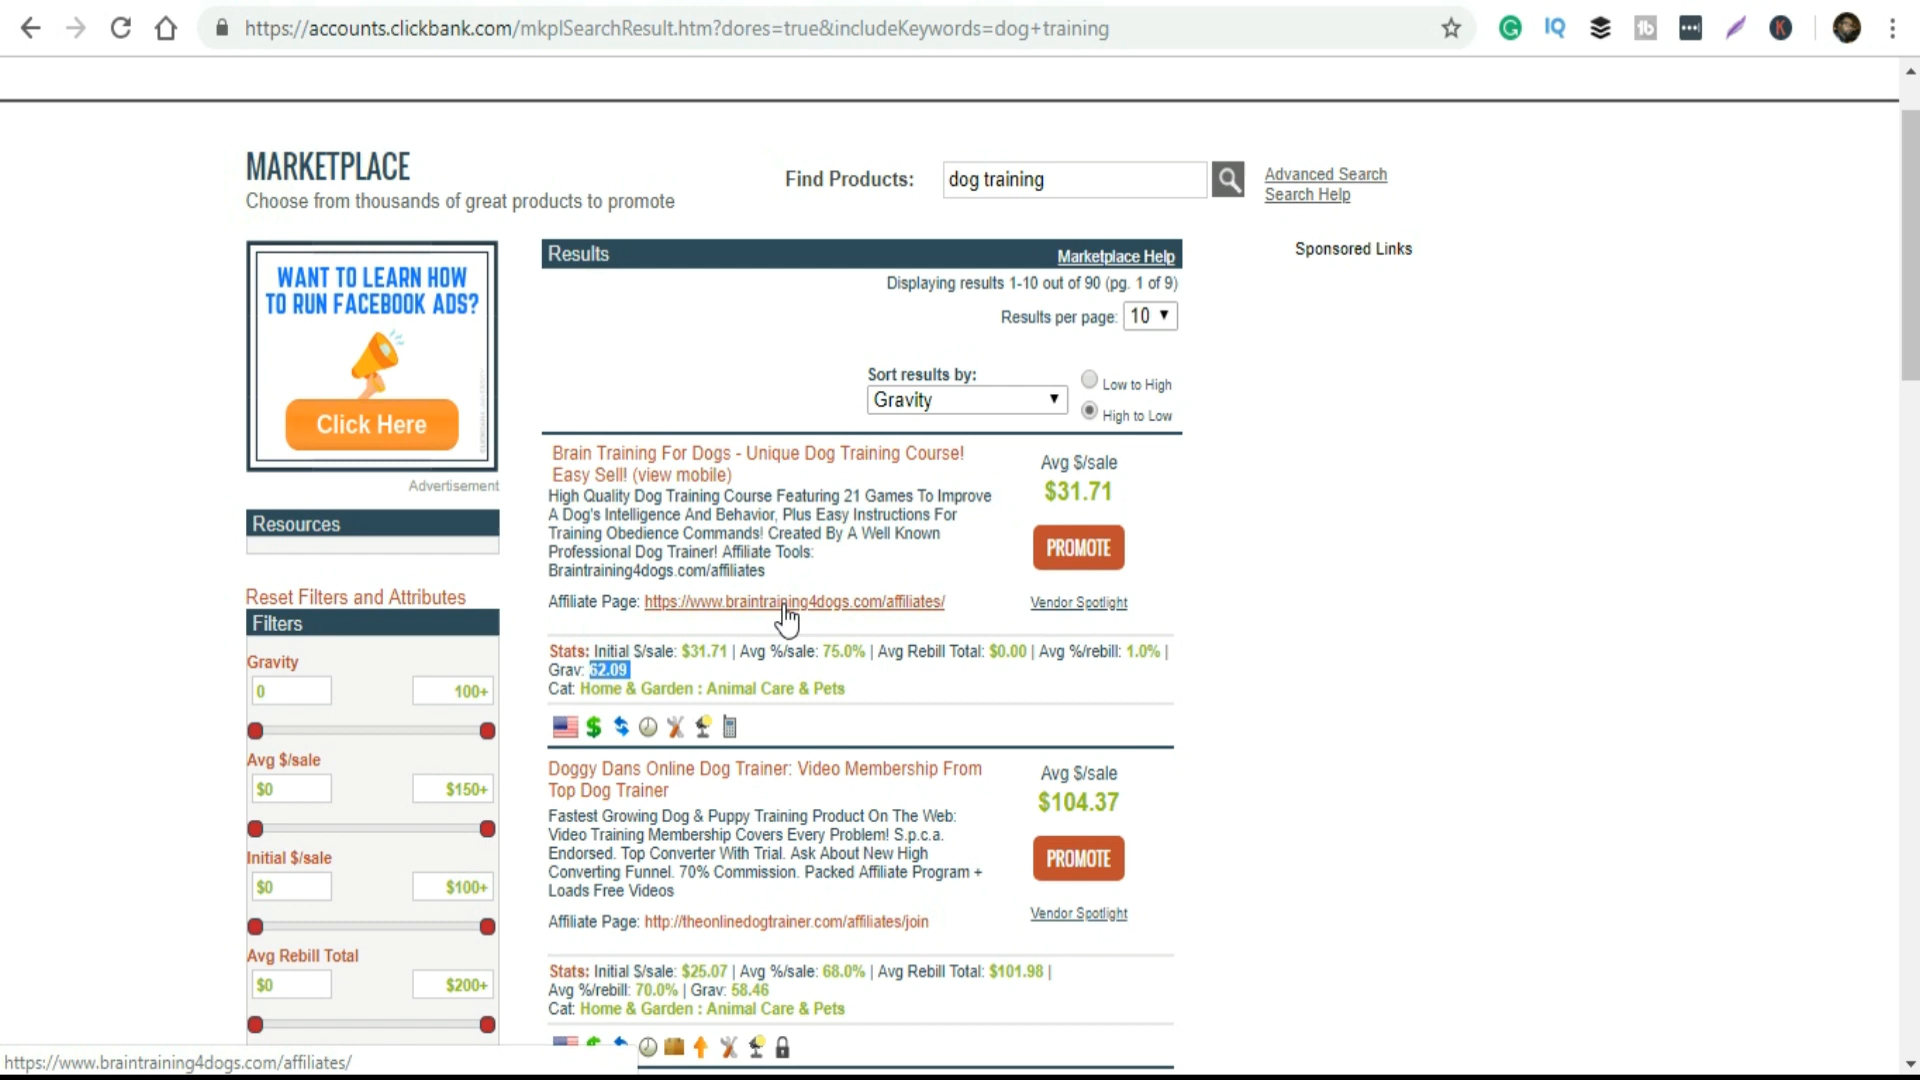 https://accounts.clickbank.com/mkplSearchResult.htm?dores=true&includeKeywords=dog+training
MARKETPLACE
Choose from thousands of great products to promote
Find Products:
dog training
Advanced Search
Search Help
WANT TO LEARN HOW
TO RUN FACEBOOK ADS?
Click Here
Advertisement
Resources
Reset Filters and Attributes
Filters
Gravity
0
100+
Avg $/sale
$0
$150+
Initial $/sale
$0
$100+
Avg Rebill Total
$0
$200+
Results
Marketplace Help
Displaying results 1-10 out of 90 (pg. 1 of 9)
Results per page: 10
Sort results by:
Gravity
Low to High
High to Low
Brain Training For Dogs - Unique Dog Training Course!
Easy Sell! (view mobile)
High Quality Dog Training Course Featuring 21 Games To Improve
A Dog's Intelligence And Behavior, Plus Easy Instructions For
Training Obedience Commands! Created By A Well Known
Professional Dog Trainer! Affiliate Tools:
Braintraining4dogs.com/affiliates
Affiliate Page: https://www.braintraining4dogs.com/affiliates/
Avg $/sale
$31.71
PROMOTE
Vendor Spotlight
Stats: Initial $/sale: $31.71 | Avg %/sale: 75.0% | Avg Rebill Total: $0.00 | Avg %/rebill: 1.0% |
Grav: 62.09
Cat: Home & Garden : Animal Care & Pets
Doggy Dans Online Dog Trainer: Video Membership From
Top Dog Trainer
Fastest Growing Dog & Puppy Training Product On The Web:
Video Training Membership Covers Every Problem! S.p.c.a.
Endorsed. Top Converter With Trial. Ask About New High
Converting Funnel. 70% Commission. Packed Affiliate Program +
Loads Free Videos
Affiliate Page: http://theonlinedogtrainer.com/affiliates/join
Avg $/sale
$104.37
PROMOTE
Vendor Spotlight
Stats: Initial $/sale: $25.07 | Avg %/sale: 68.0% | Avg Rebill Total: $101.98 |
Avg %/rebill: 70.0% | Grav: 58.46
Cat: Home & Garden : Animal Care & Pets
Sponsored Links
https://www.braintraining4dogs.com/affiliates/